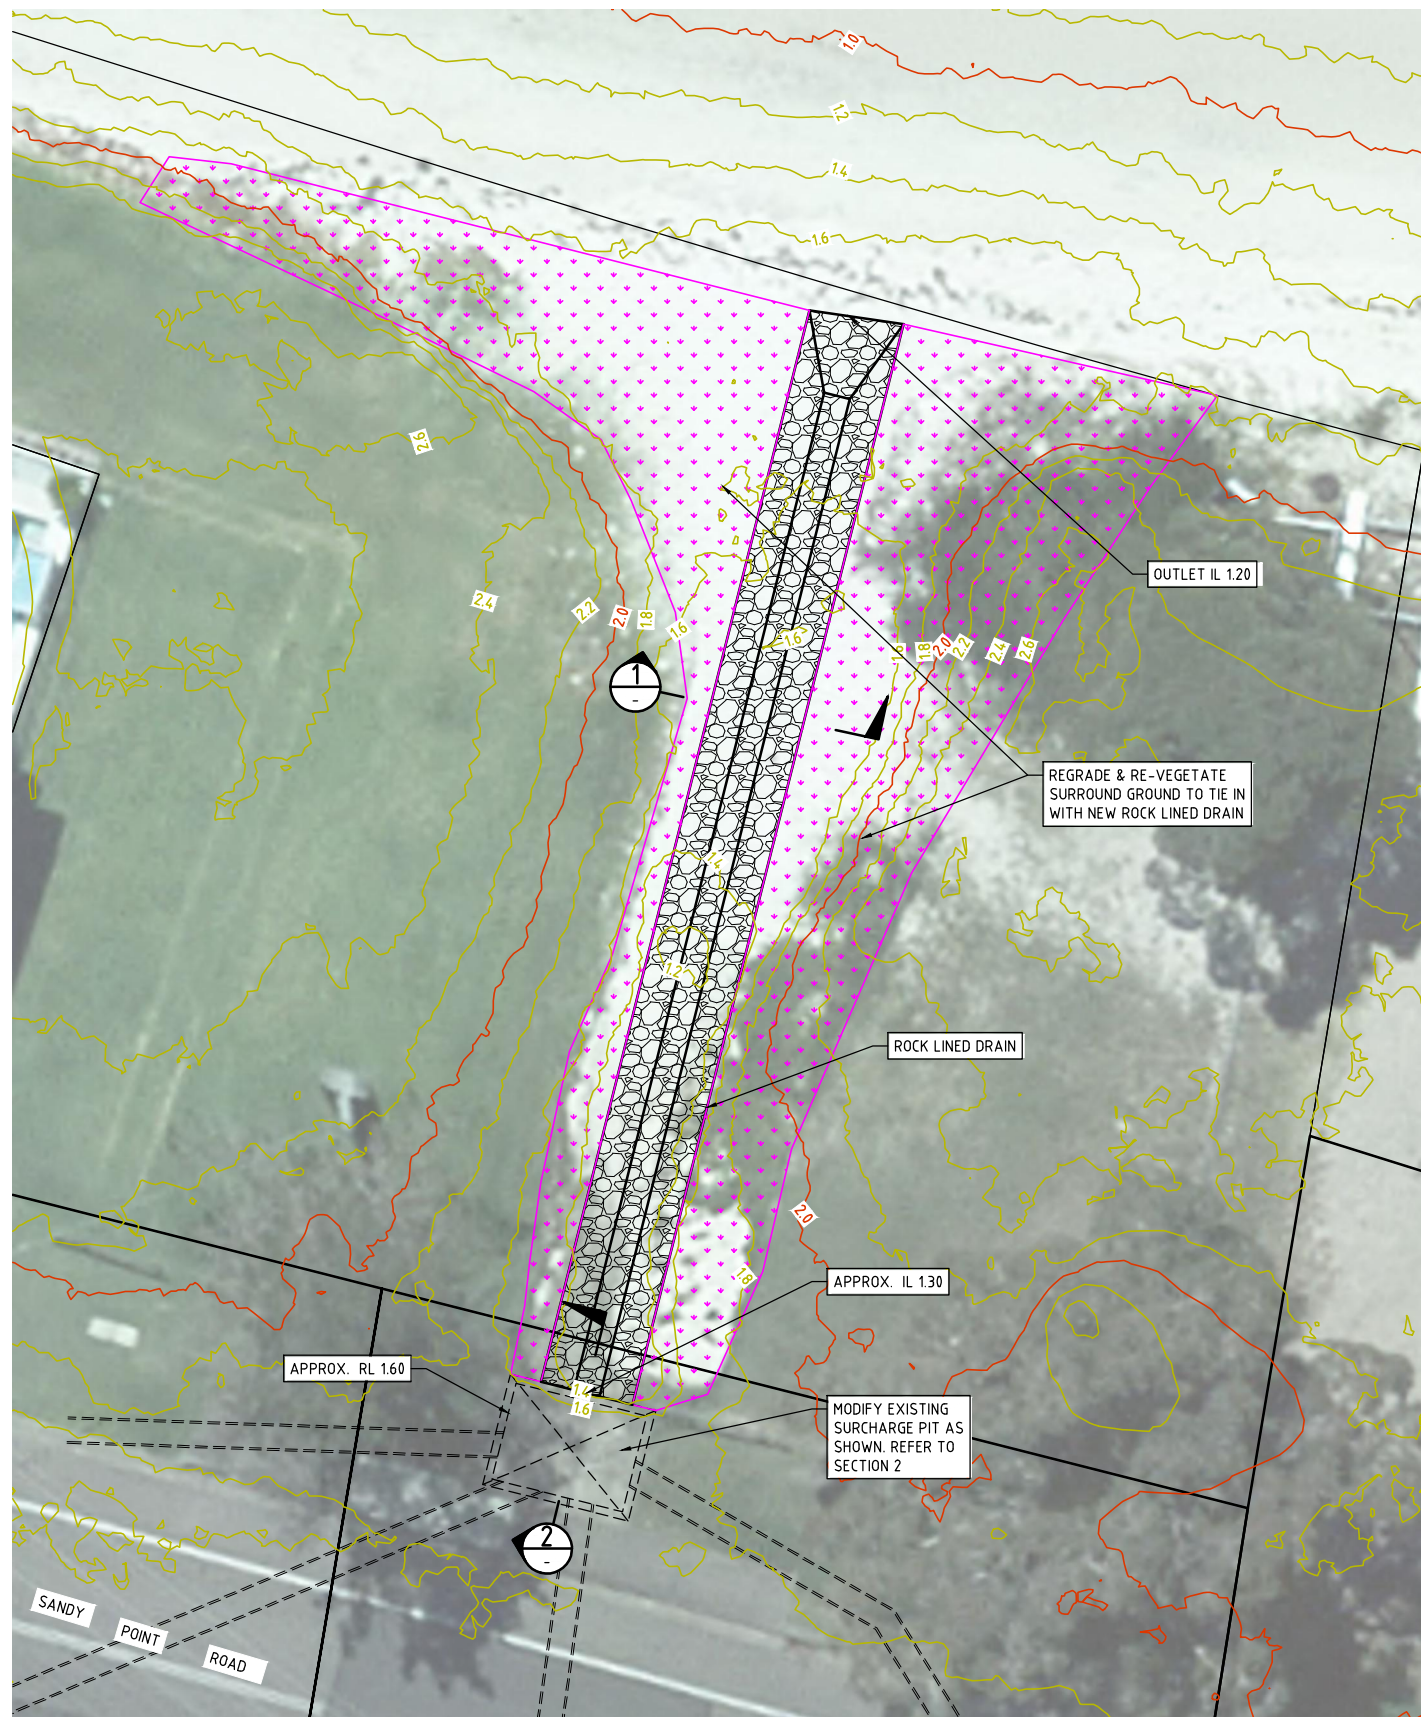 1.0
1.2
1.4
1.6
2.6
OUTLET IL 1.20
2.4
2.2
2.0
1.8
1.6
1.6
1.8
2.0
2.2
2.4
2.6
1
-
REGRADE & RE-VEGETATE
SURROUND GROUND TO TIE IN
WITH NEW ROCK LINED DRAIN
1.4
1.2
ROCK LINED DRAIN
2.0
1.8
APPROX. IL 1.30
APPROX. RL 1.60
1.4
1.6
MODIFY EXISTING
SURCHARGE PIT AS
SHOWN. REFER TO
SECTION 2
2
-
SANDY POINT ROAD